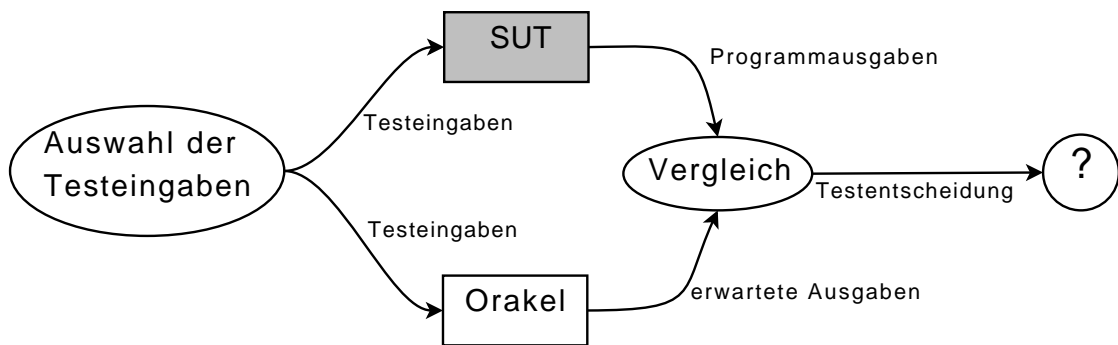 SUT
Programmausgaben
Testeingaben
Auswahl der
Testeingaben
Vergleich
?
Testentscheidung
Testeingaben
Orakel
erwartete Ausgaben